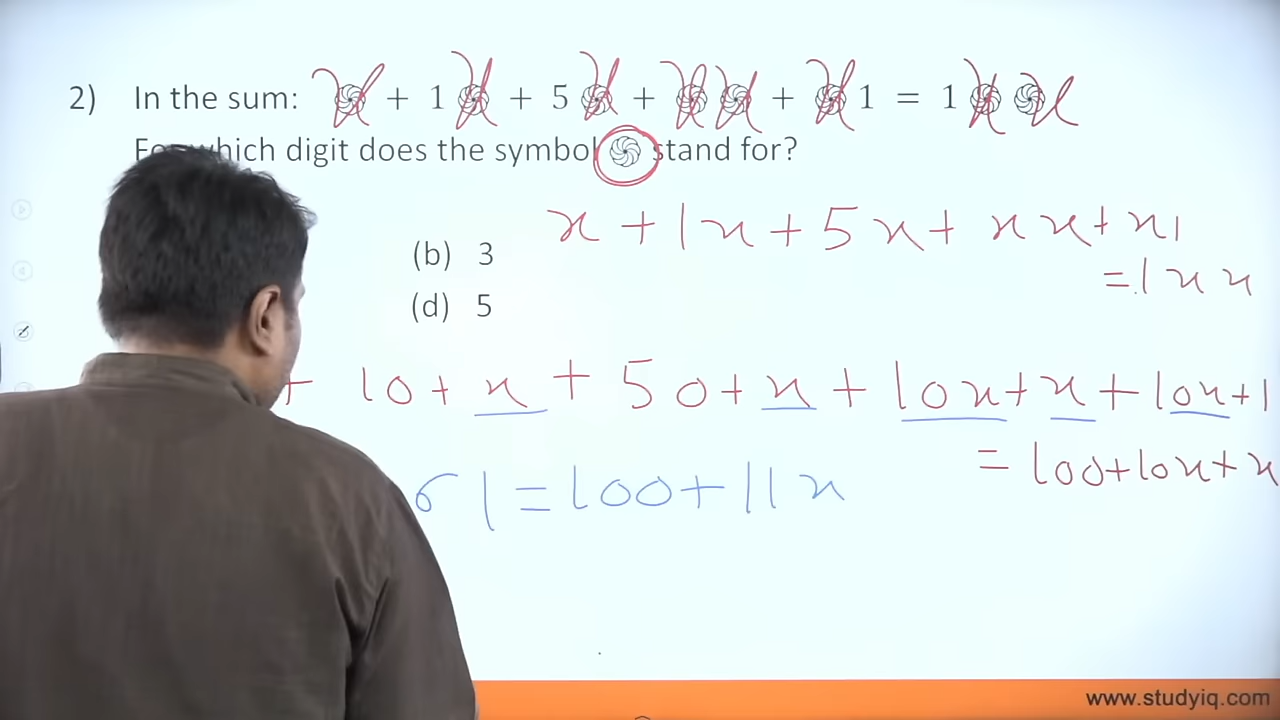 2) In the sum: x + 1x + 5x + xx + x1 = 1xx
which digit does the symbol stand for?
x + 1x + 5x + xx + x1
= 1xx
(b) 3
(d) 5
+ 10 + x + 50 + x + 10x + x + 10x + 1
= 100 + 10x + x
61 = 100 + 11x
www.studyiq.com